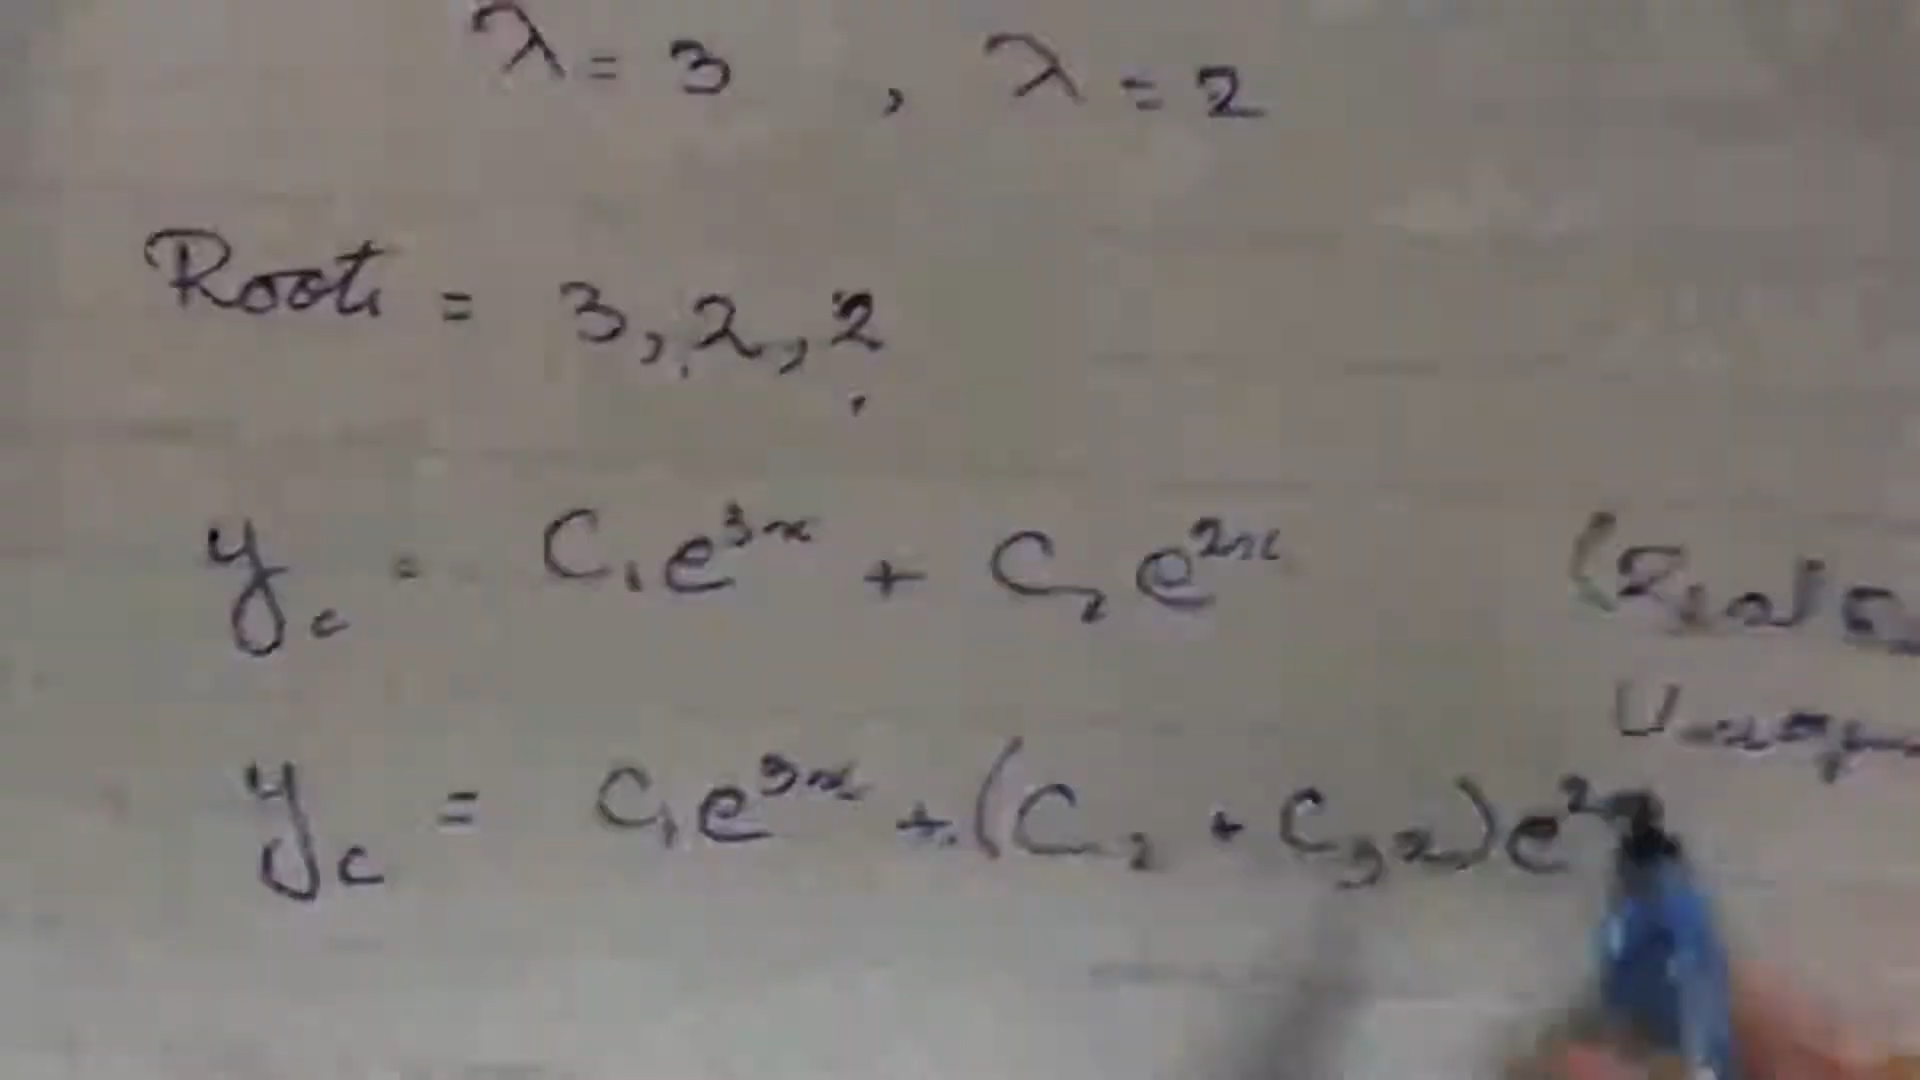 λ = 3 , λ = 2
Roots = 3, 2, 2
y_c = C₁e^{3x} + C₂e^{2x}
y_c = C₁e^{3x} + (C₂ + C₃x)e^{2x}